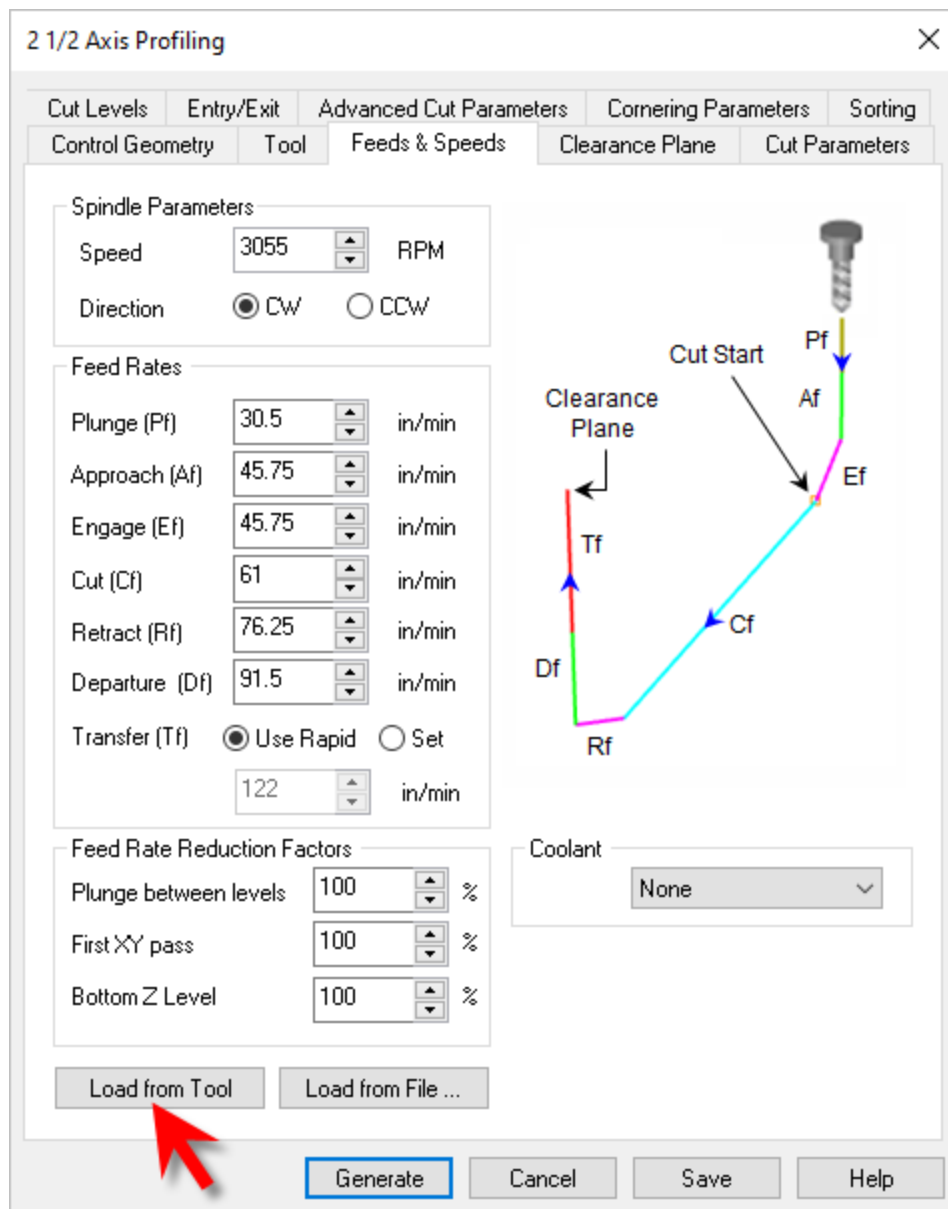 2 1/2 Axis Profiling
Cut Levels Entry/Exit Advanced Cut Parameters Cornering Parameters Sorting
Control Geometry Tool Feeds & Speeds Clearance Plane Cut Parameters
Spindle Parameters
Speed 3055 RPM
Direction CW CCW
Feed Rates
Plunge (Pf) 30.5 in/min
Approach (Af) 45.75 in/min
Engage (Ef) 45.75 in/min
Cut (Cf) 61 in/min
Retract (Rf) 76.25 in/min
Departure (Df) 91.5 in/min
Transfer (Tf) Use Rapid Set
122 in/min
Pf
Cut Start
Af
Clearance
Plane
Ef
Tf
Cf
Df
Rf
Feed Rate Reduction Factors
Plunge between levels 100 %
First XY pass 100 %
Bottom Z Level 100 %
Coolant
None
Load from Tool Load from File ...
Generate Cancel Save Help